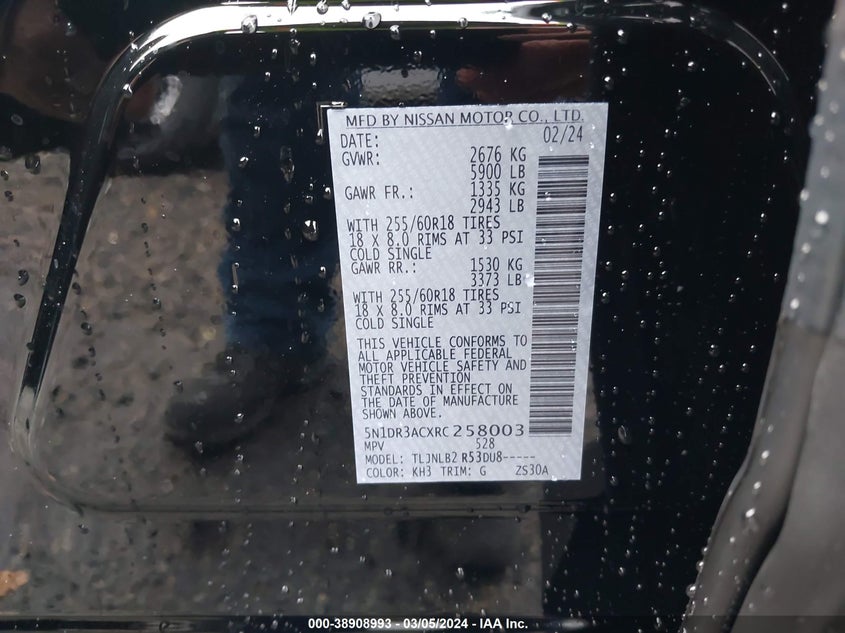 MFD BY NISSAN MOTOR CO., LTD.
DATE: 02/24
GVWR: 2676 KG
5900 LB
GAWR FR.: 1335 KG
2943 LB
WITH 255/60R18 TIRES
18 X 8.0 RIMS AT 33 PSI
COLD SINGLE
GAWR RR.: 1530 KG
3373 LB
WITH 255/60R18 TIRES
18 X 8.0 RIMS AT 33 PSI
COLD SINGLE
THIS VEHICLE CONFORMS TO
ALL APPLICABLE FEDERAL
MOTOR VEHICLE SAFETY AND
THEFT PREVENTION
STANDARDS IN EFFECT ON
THE DATE OF MANUFACTURE
SHOWN ABOVE.
5N1DR3ACXRC258003
MPV 528
MODEL: R53DU8-----
COLOR: KH3 TRIM: G ZS30A
000-38908993 - 03/05/2024 - IAA Inc.